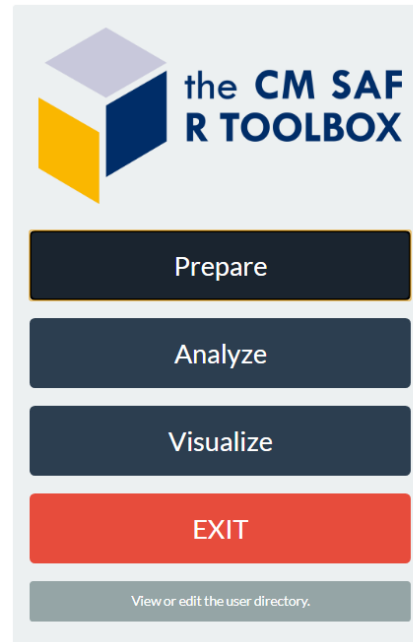 the CM SAF
R TOOLBOX
Prepare
Analyze
Visualize
EXIT
View or edit the user directory.